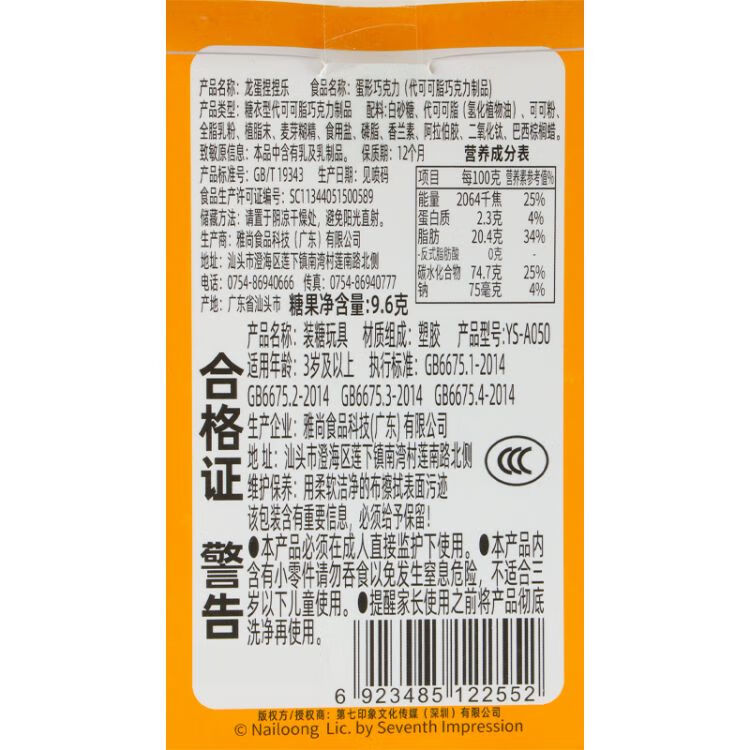 产品名称：龙蛋捏捏乐 食品名称：蛋形巧克力（代可可脂巧克力制品）
产品类型：糖衣型代可可脂巧克力制品 配料：白砂糖、代可可脂（氢化植物油）、可可粉、
全脂乳粉、植脂末、麦芽糊精、食用盐、磷脂、香兰素、阿拉伯胶、二氧化钛、巴西棕榈蜡。
致敏原信息：本品中含有乳及乳制品。 保质期：12个月
产品标准号：GB/T 19343 生产日期：见喷码
食品生产许可证编号：SC11344051500589
储藏方法：请置于阴凉干燥处，避免阳光直射。
生产商：雅尚食品科技（广东）有限公司
地址：汕头市澄海区莲下镇南湾村莲南路北侧
电话：0754-86940666 传真：0754-86940777
产地：广东省汕头市 糖果净含量:9.6克
营养成分表
项目 每100克 营养素参考值%
能量 2064千焦 25%
蛋白质 2.3克 4%
脂肪 20.4克 34%
-反式脂肪酸 0克 -
碳水化合物 74.7克 25%
钠 75毫克 4%
合格证
产品名称：装糖玩具 材质组成：塑胶 产品型号:YS-A050
适用年龄：3岁及以上 执行标准：GB6675.1-2014
GB6675.2-2014 GB6675.3-2014 GB6675.4-2014
生产企业：雅尚食品科技(广东)有限公司
地 址：汕头市澄海区莲下镇南湾村莲南路北侧
维护保养：用柔软洁净的布擦拭表面污迹
该包装含有重要信息，必须给予保留！
CCC
警告
●本产品必须在成人直接监护下使用。●本产品内
含有小零件请勿吞食以免发生窒息危险，不适合三
岁以下儿童使用。●提醒家长使用之前将产品彻底
洗净再使用。
6 923485 122552
版权方/授权商：第七印象文化传媒（深圳）有限公司
© Nailoong Lic. by Seventh Impression